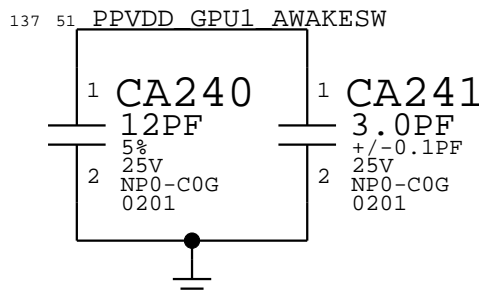 137 51 PPVDD_GPU1_AWAKESW
1 CA240
12PF
5%
25V
2 NP0-C0G
0201
1 CA241
3.0PF
+/-0.1PF
25V
2 NP0-C0G
0201